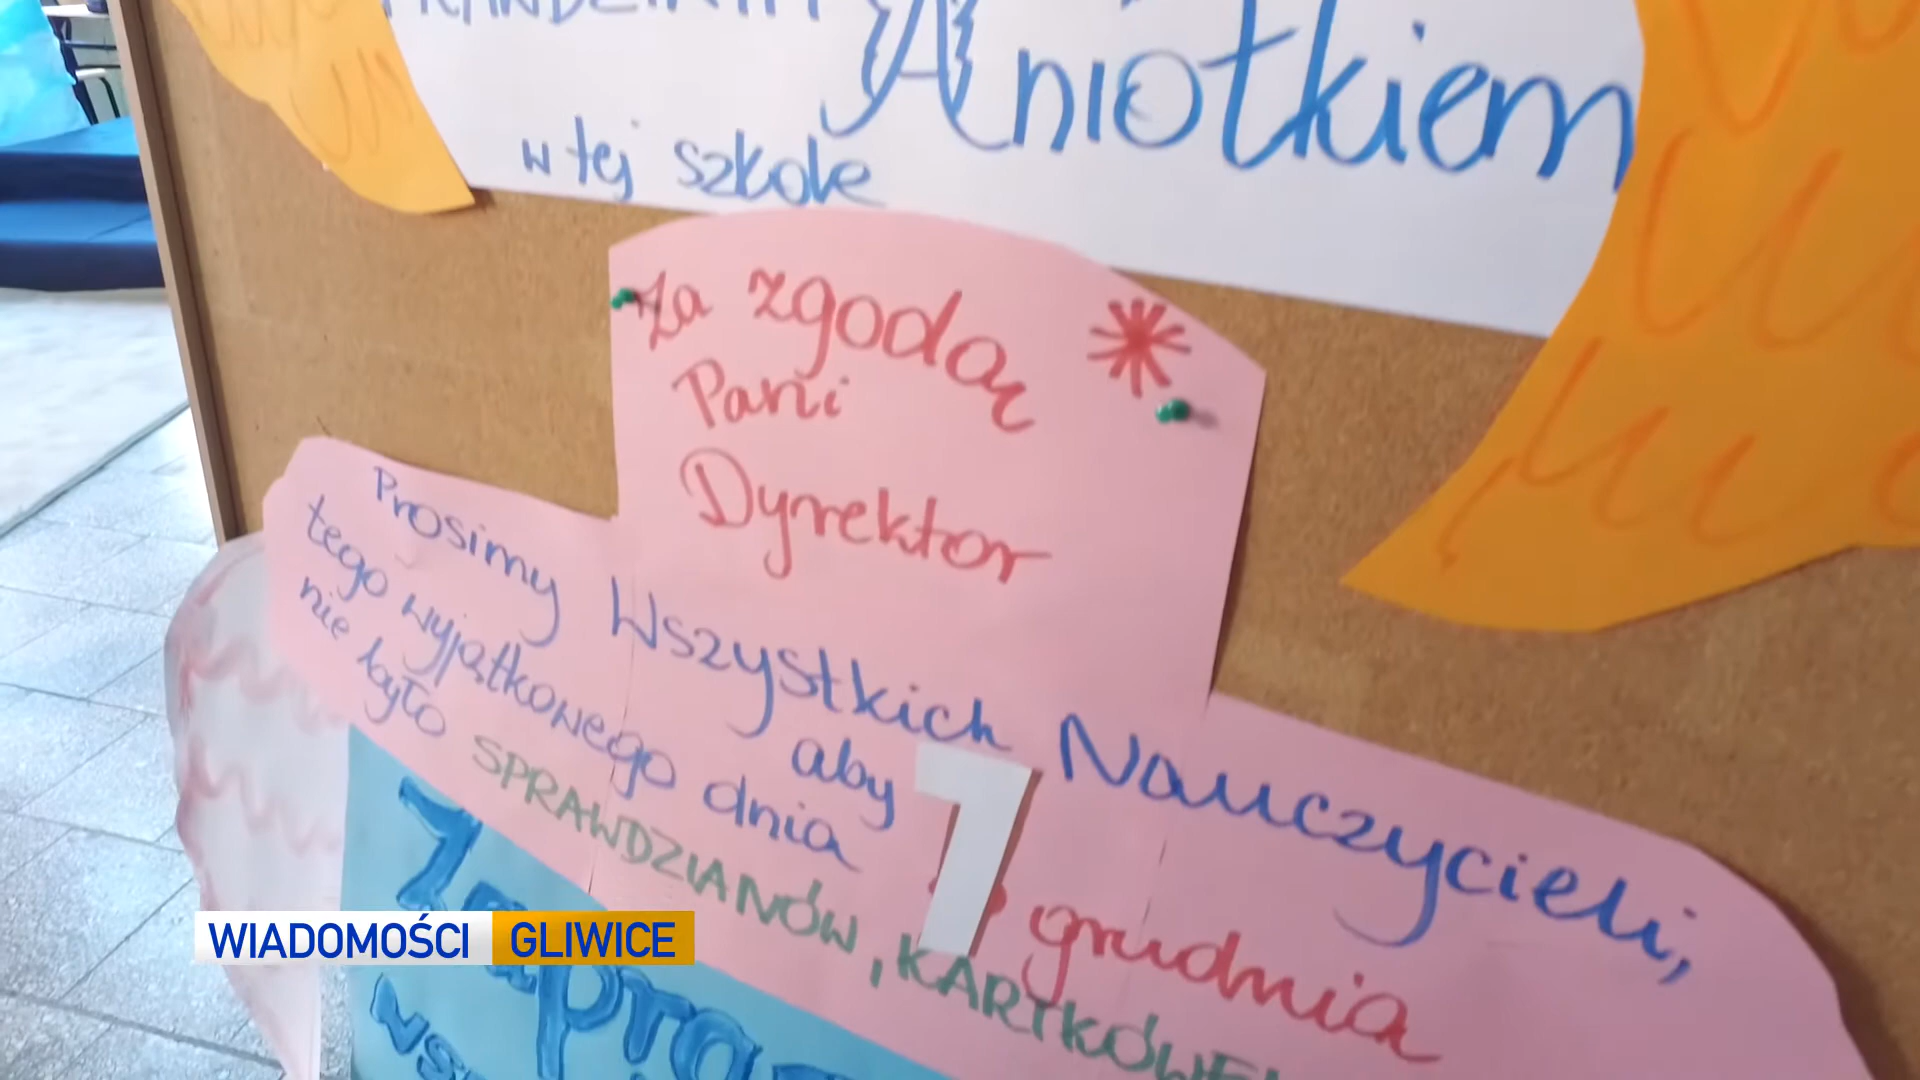 Aniołkiem
w tej szkole
Za zgodą
Pani
Dyrektor
Prosimy Wszystkich Nauczycieli,
aby 7 grudnia
tego wyjątkowego dnia
nie było SPRAWDZIANÓW, KARTKÓWEK
WIADOMOŚCI GLIWICE